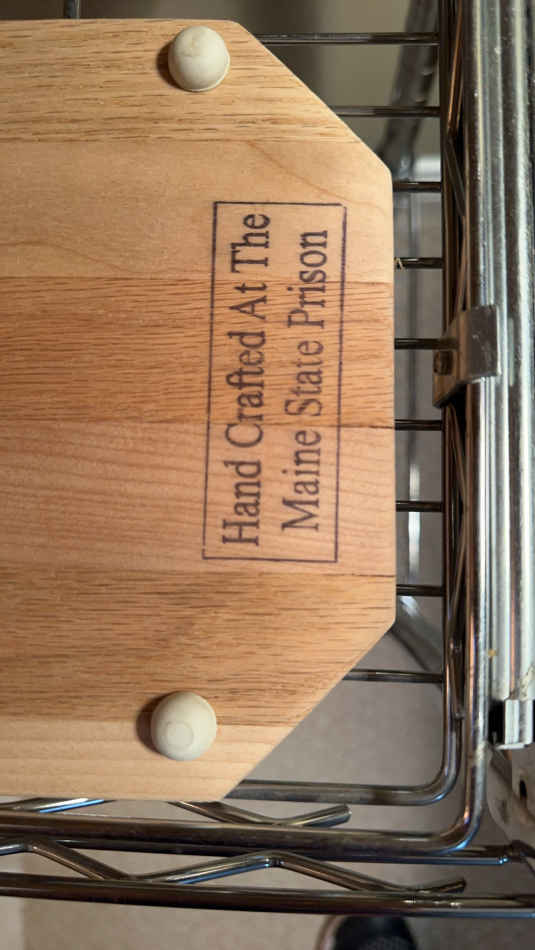 Hand Crafted At The
Maine State Prison